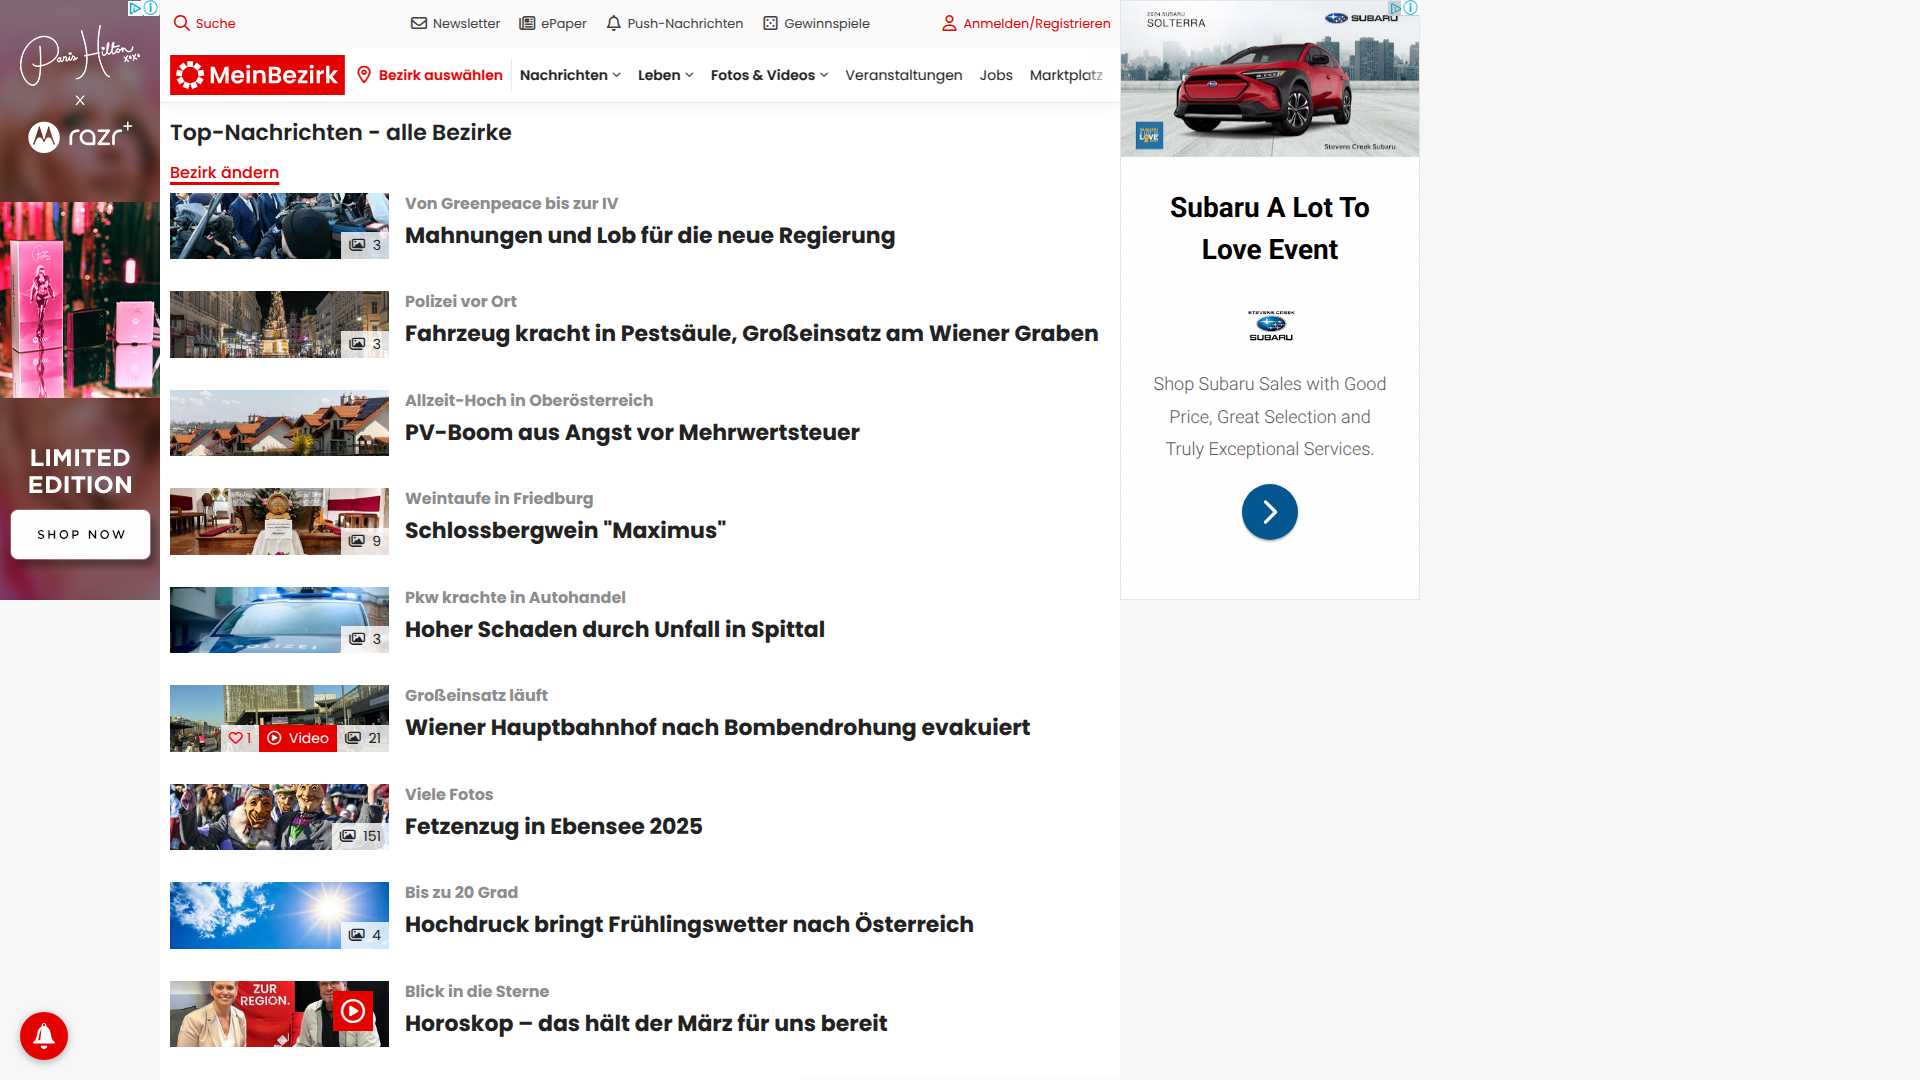 Suche
Newsletter
ePaper
Push-Nachrichten
Gewinnspiele
Anmelden/Registrieren
MeinBezirk
Bezirk auswählen
Nachrichten
Leben
Fotos & Videos
Veranstaltungen
Jobs
Marktplatz
Top-Nachrichten - alle Bezirke
Bezirk ändern
Von Greenpeace bis zur IV
Mahnungen und Lob für die neue Regierung
3
Polizei vor Ort
Fahrzeug kracht in Pestsäule, Großeinsatz am Wiener Graben
3
Allzeit-Hoch in Oberösterreich
PV-Boom aus Angst vor Mehrwertsteuer
Weintaufe in Friedburg
Schlossbergwein "Maximus"
9
Pkw krachte in Autohandel
Hoher Schaden durch Unfall in Spittal
POLIZEI
3
Großeinsatz läuft
Wiener Hauptbahnhof nach Bombendrohung evakuiert
1
Video
21
Viele Fotos
Fetzenzug in Ebensee 2025
151
Bis zu 20 Grad
Hochdruck bringt Frühlingswetter nach Österreich
4
Blick in die Sterne
Horoskop – das hält der März für uns bereit
ZUR
REGION.
Paris Hilton
xoxo
X
razr+
LIMITED
EDITION
SHOP NOW
2024 SUBARU
SOLTERRA
SUBARU
LOVE
Stevens Creek Subaru
Subaru A Lot To
Love Event
STEVENS CREEK
SUBARU
Shop Subaru Sales with Good
Price, Great Selection and
Truly Exceptional Services.